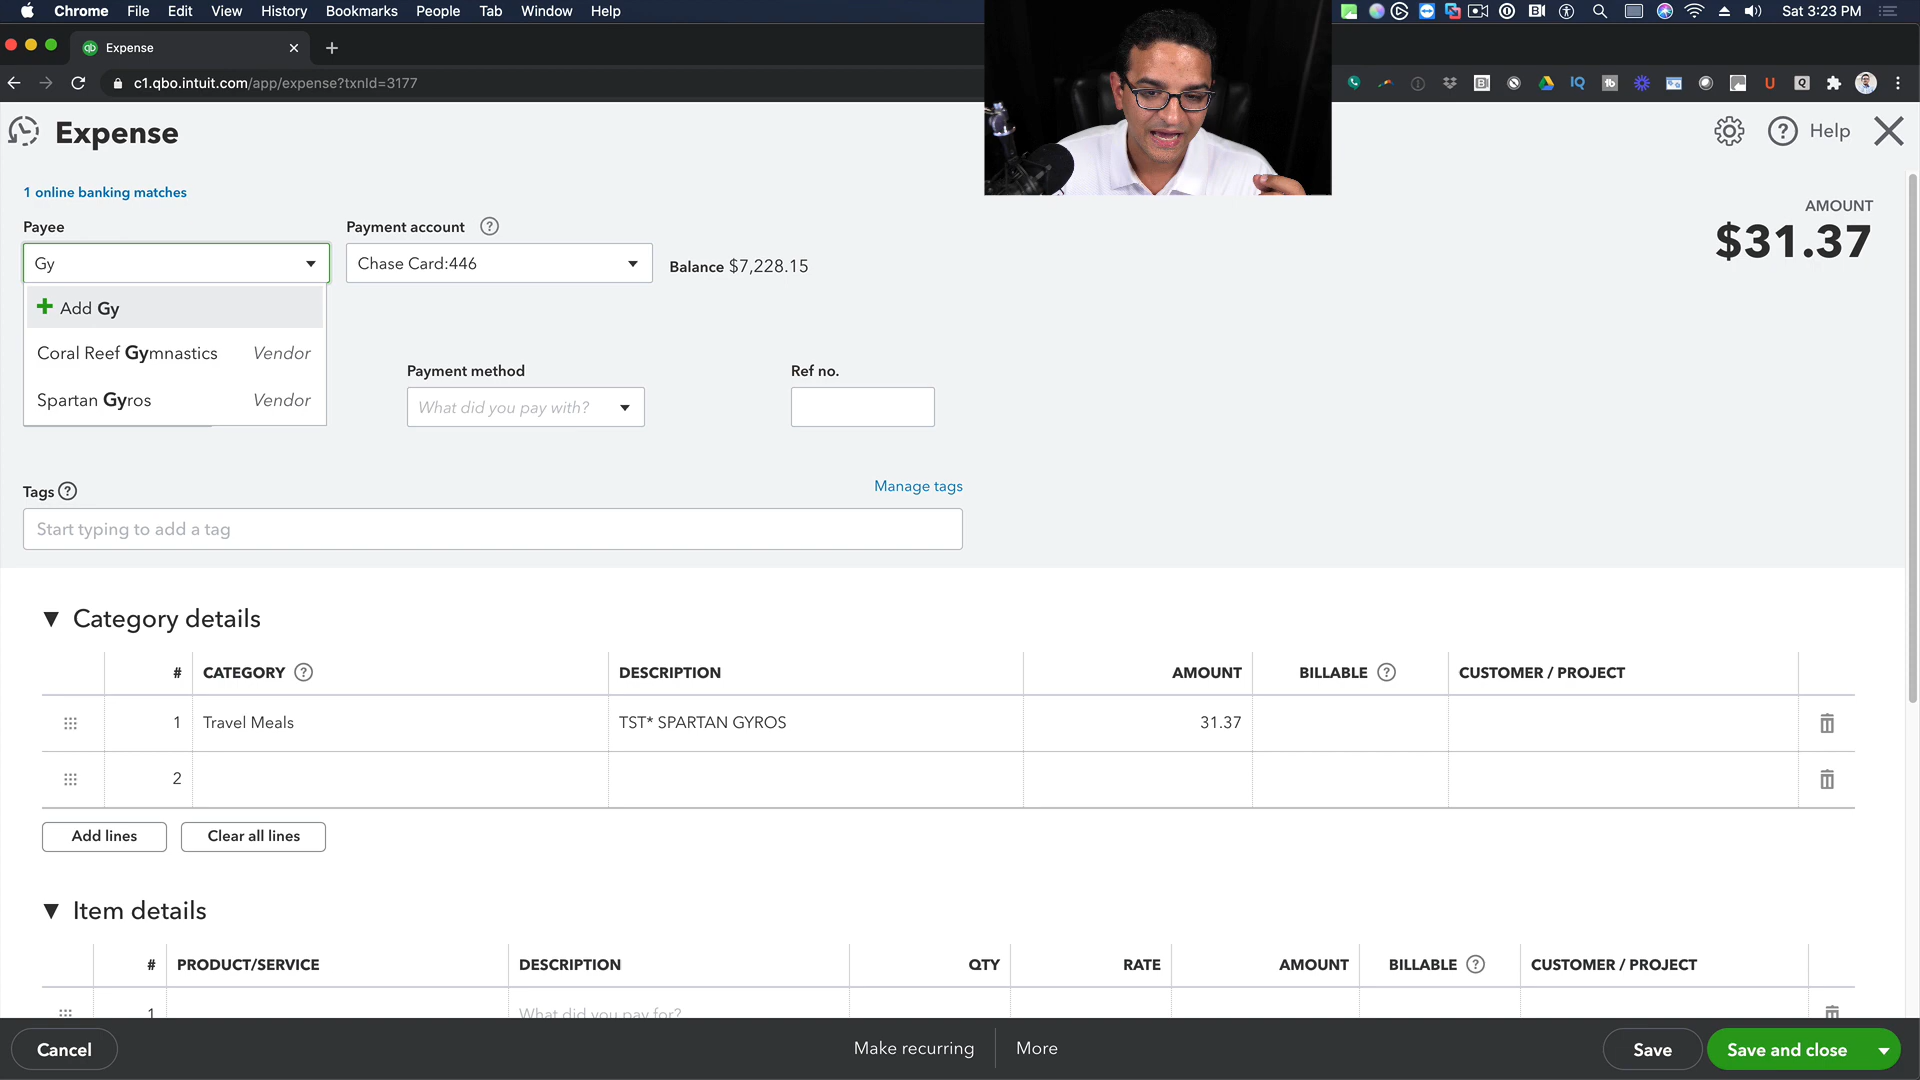 Chrome File Edit View History Bookmarks People Tab Window Help Sat 3:23 PM
Expense
c1.qbo.intuit.com/app/expense?txnId=3177
Expense
Help
1 online banking matches
AMOUNT
$31.37
Payee
Payment account
Gy
Chase Card:446
Balance $7,228.15
Add Gy
Coral Reef Gymnastics Vendor
Spartan Gyros Vendor
Payment method
Ref no.
What did you pay with?
Tags
Manage tags
Start typing to add a tag
Category details
# CATEGORY DESCRIPTION AMOUNT BILLABLE CUSTOMER / PROJECT
1 Travel Meals TST* SPARTAN GYROS 31.37
2
Add lines Clear all lines
Item details
# PRODUCT/SERVICE DESCRIPTION QTY RATE AMOUNT BILLABLE CUSTOMER / PROJECT
1 What did you pay for?
Cancel Make recurring More Save Save and close